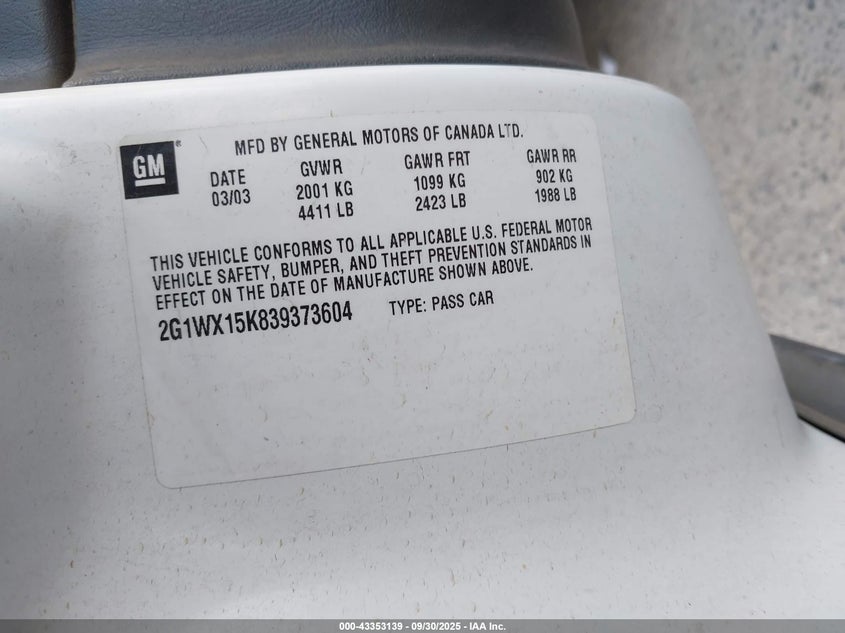 GM®
MFD BY GENERAL MOTORS OF CANADA LTD.
DATE GVWR GAWR FRT GAWR RR
03/03 2001 KG 1099 KG 902 KG
4411 LB 2423 LB 1988 LB
THIS VEHICLE CONFORMS TO ALL APPLICABLE U.S. FEDERAL MOTOR
VEHICLE SAFETY, BUMPER, AND THEFT PREVENTION STANDARDS IN
EFFECT ON THE DATE OF MANUFACTURE SHOWN ABOVE.
2G1WX15K839373604 TYPE: PASS CAR
000-43353139 - 09/30/2025 - IAA Inc.